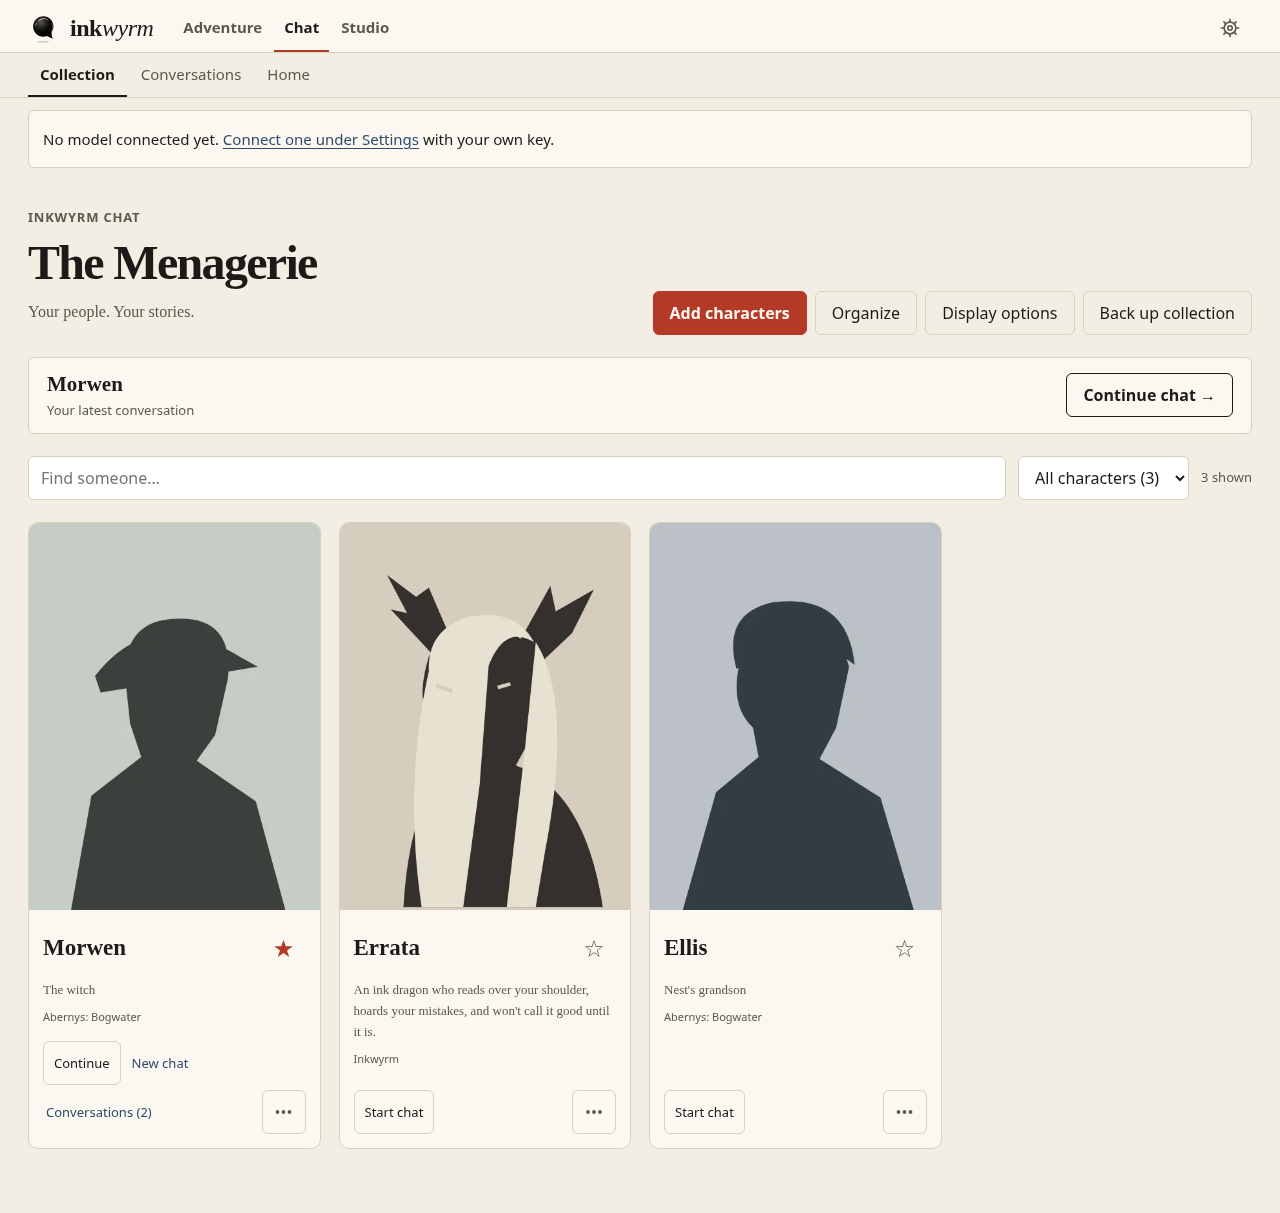 inkwyrm
Adventure
Chat
Studio
Collection
Conversations
Home
No model connected yet. Connect one under Settings with your own key.
INKWYRM CHAT
The Menagerie
Your people. Your stories.
Add characters
Organize
Display options
Back up collection
Morwen
Your latest conversation
Continue chat →
Find someone...
All characters (3)
3 shown
Morwen
★
The witch
Abernys: Bogwater
Continue
New chat
Conversations (2)
•••
Errata
☆
An ink dragon who reads over your shoulder,
hoards your mistakes, and won't call it good until
it is.
Inkwyrm
Start chat
•••
Ellis
☆
Nest's grandson
Abernys: Bogwater
Start chat
•••